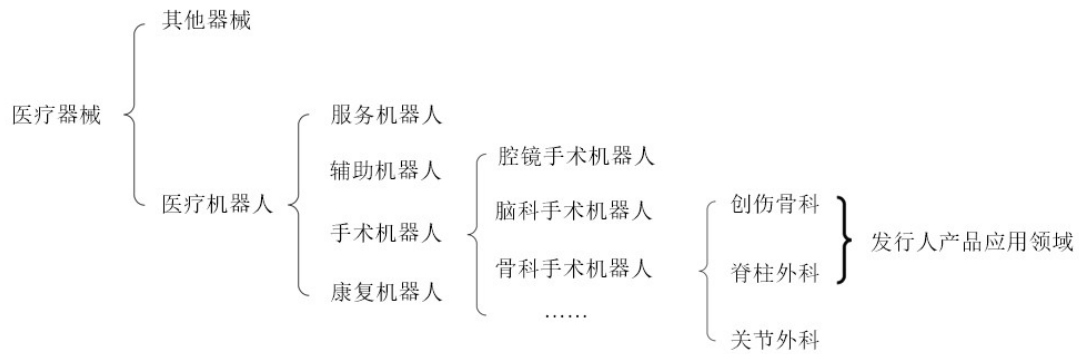 其他器械
医疗器械
服务机器人
腔镜手术机器人
辅助机器人
医疗机器人
脑科手术机器人
创伤骨科
手术机器人
发行人产品应用领域
骨科手术机器人
脊柱外科
康复机器人
……
关节外科